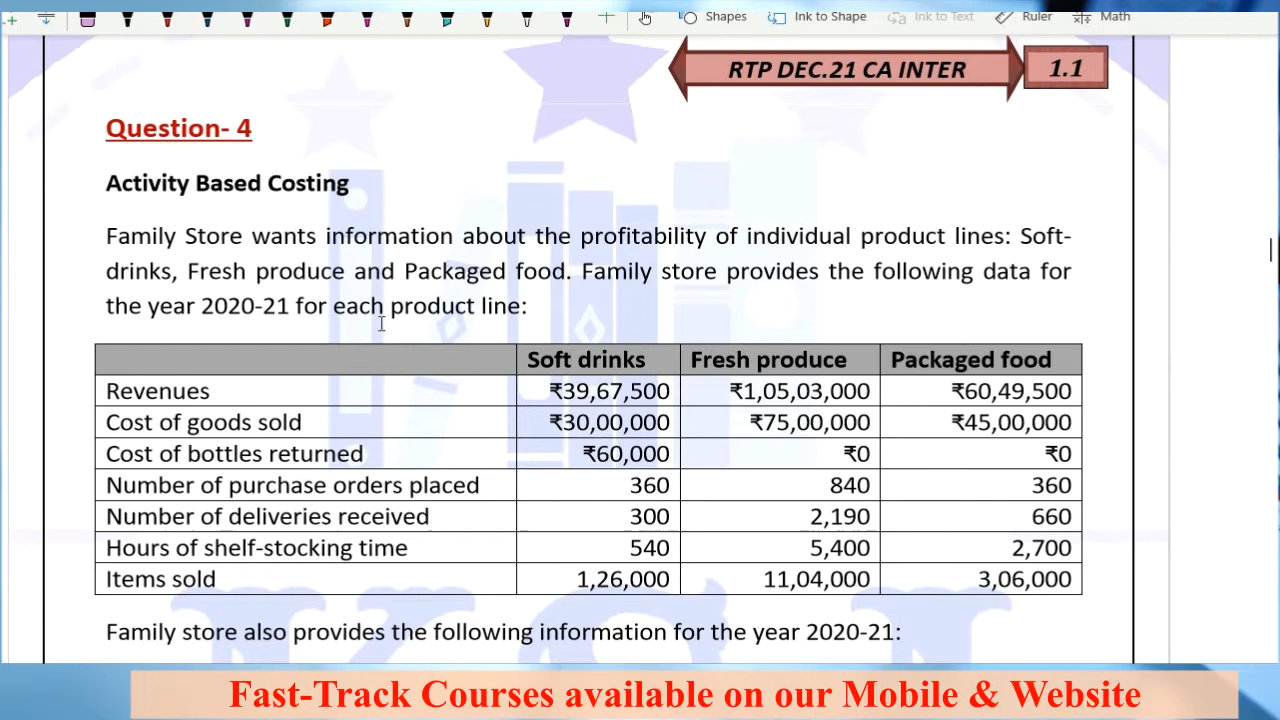 Shapes Ink to Shape Ink to Text Ruler Math
RTP DEC.21 CA INTER 1.1
Question- 4
Activity Based Costing
Family Store wants information about the profitability of individual product lines: Soft-
drinks, Fresh produce and Packaged food. Family store provides the following data for
the year 2020-21 for each product line:
Soft drinks Fresh produce Packaged food
Revenues ₹39,67,500 ₹1,05,03,000 ₹60,49,500
Cost of goods sold ₹30,00,000 ₹75,00,000 ₹45,00,000
Cost of bottles returned ₹60,000 ₹0 ₹0
Number of purchase orders placed 360 840 360
Number of deliveries received 300 2,190 660
Hours of shelf-stocking time 540 5,400 2,700
Items sold 1,26,000 11,04,000 3,06,000
Family store also provides the following information for the year 2020-21:
Fast-Track Courses available on our Mobile & Website